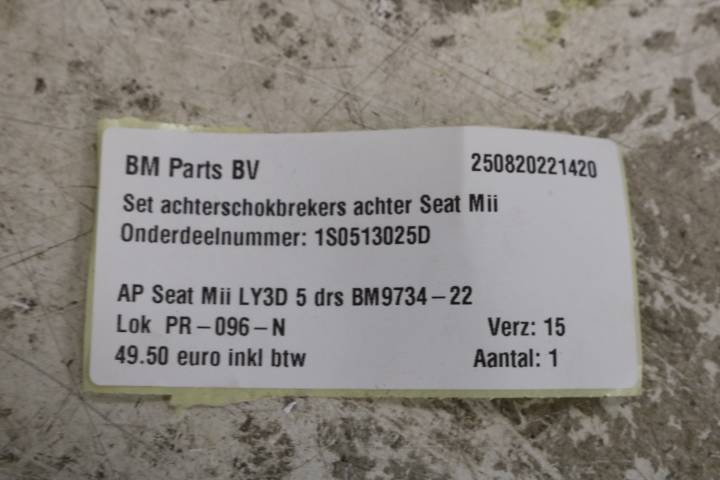 BM Parts BV 250820221420
Set achterschokbrekers achter Seat Mii
Onderdeelnummer: 1S0513025D
AP Seat Mii LY3D 5 drs BM9734-22
Lok PR-096-N Verz: 15
49.50 euro inkl btw Aantal: 1